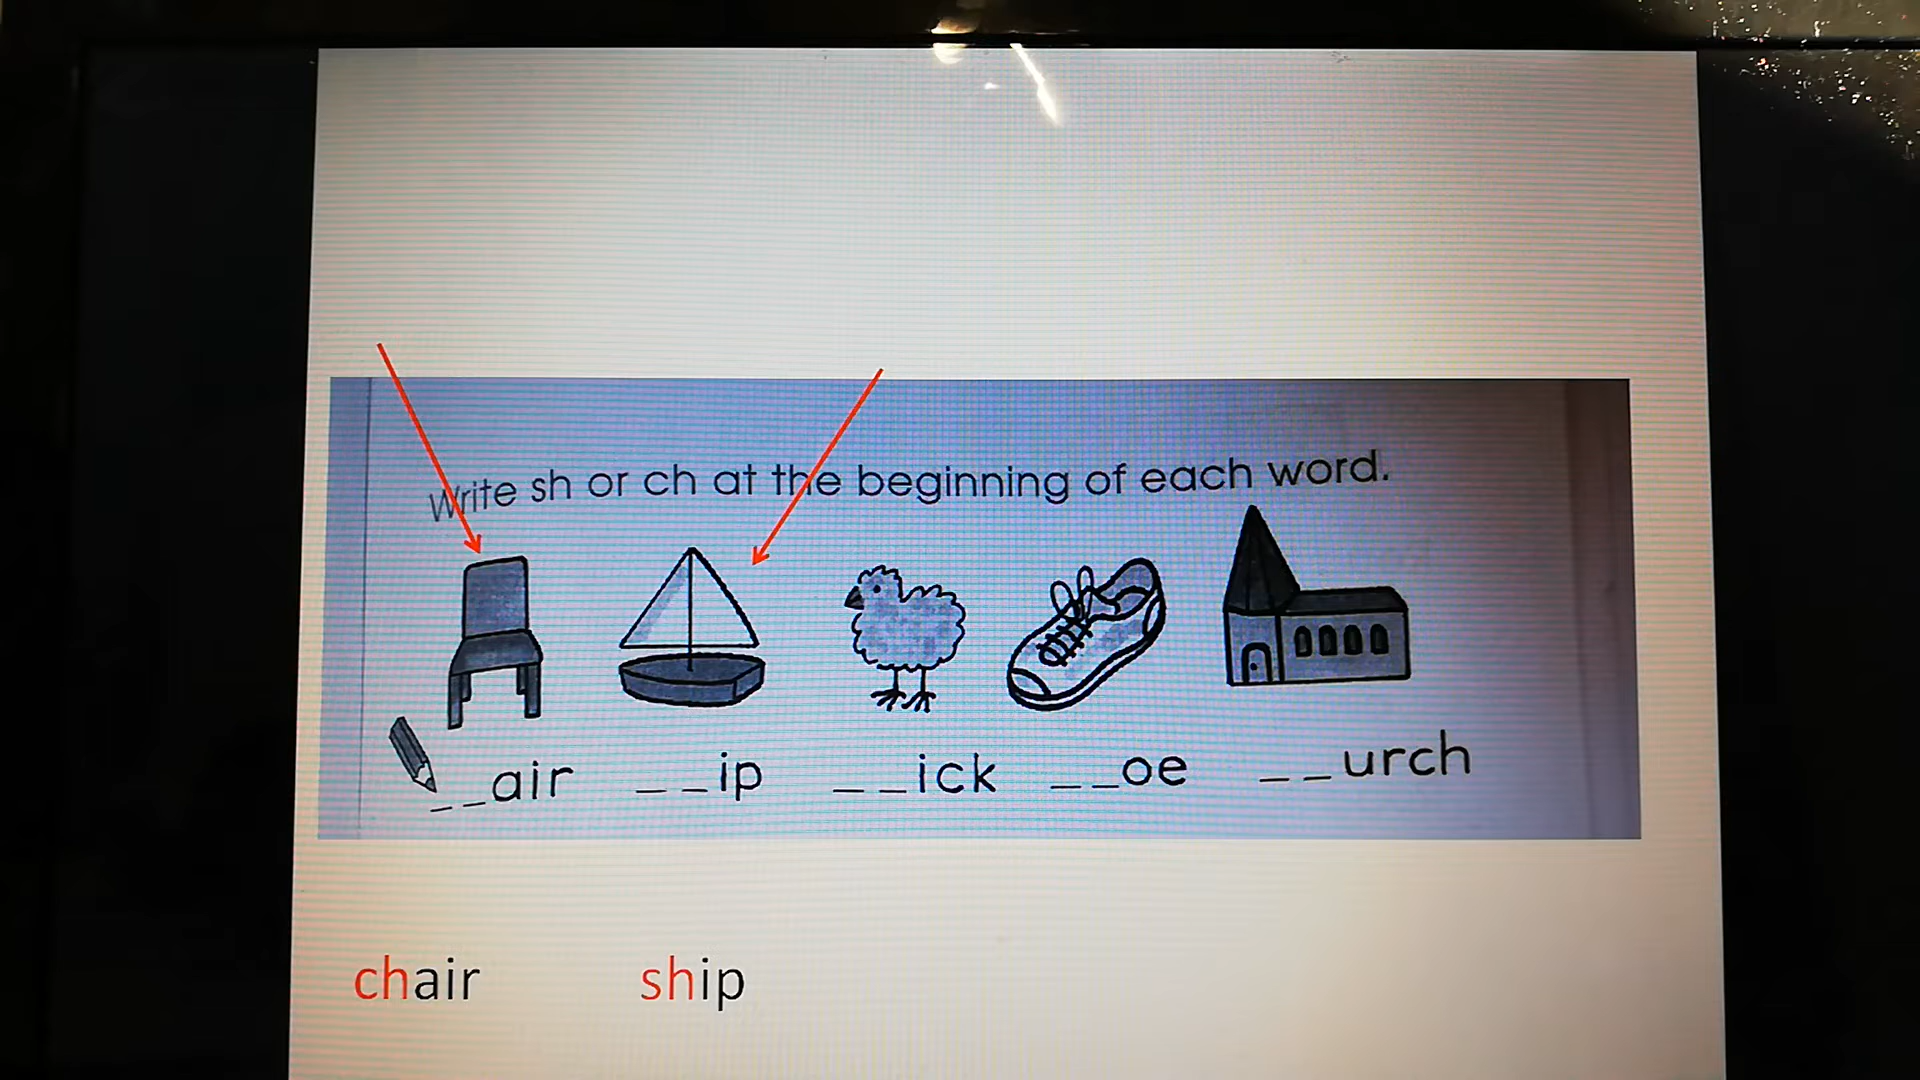 Write sh or ch at the beginning of each word.
__air __ip __ick __oe __urch
chair ship